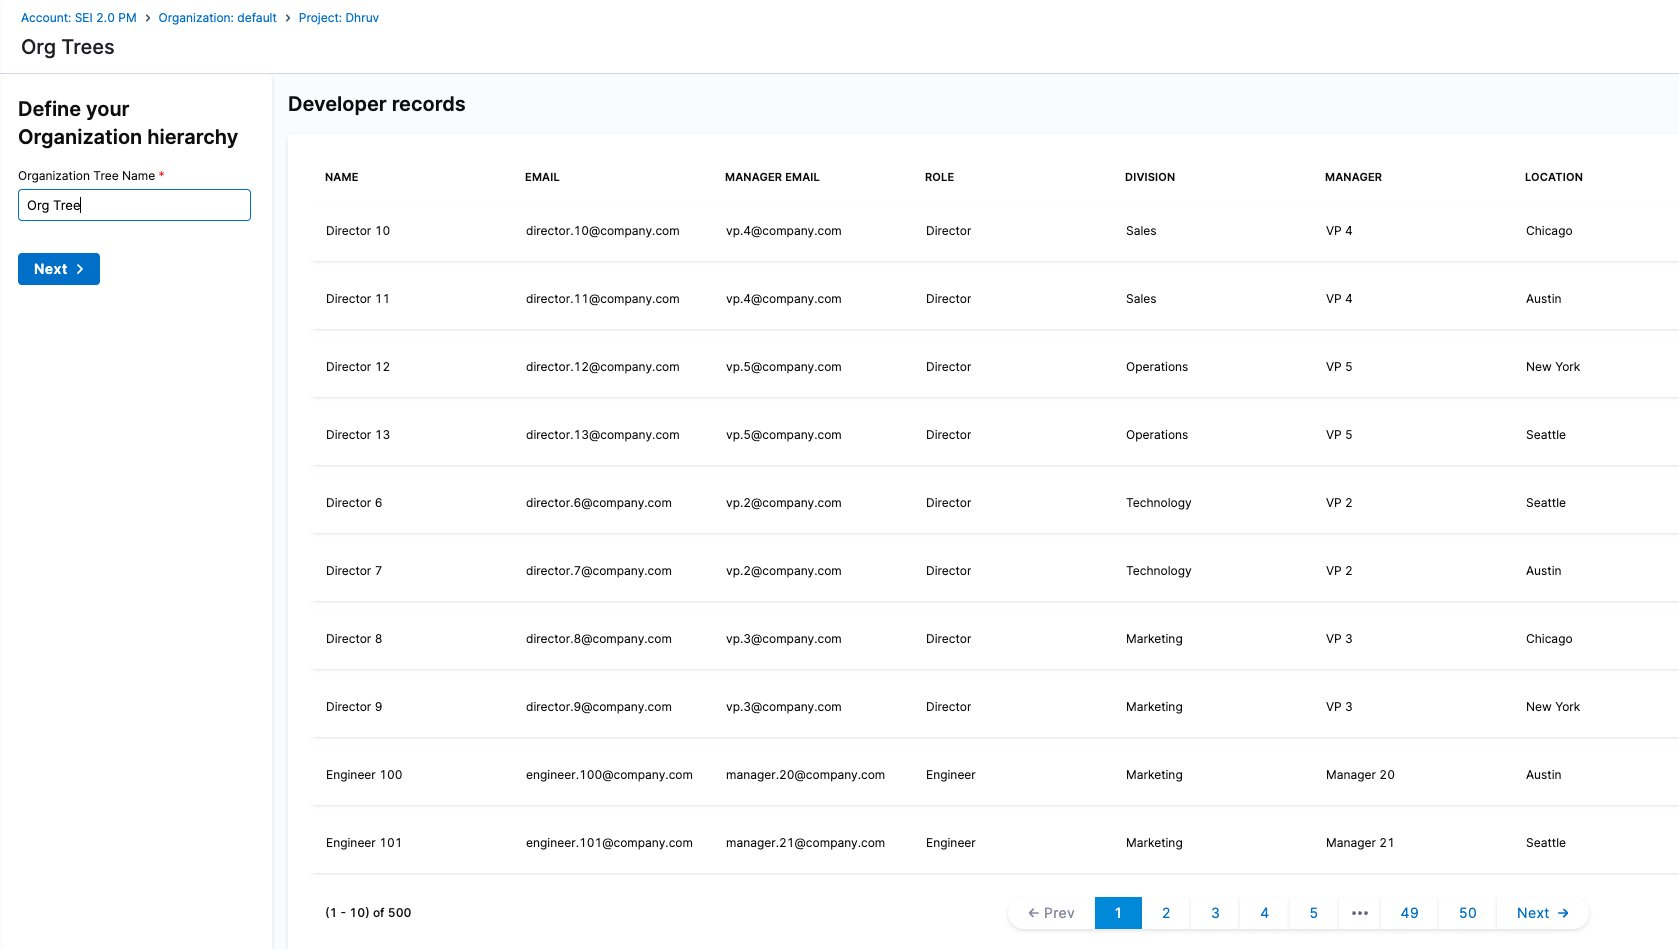 Account: SEI 2.0 PM > Organization: default > Project: Dhruv
Org Trees
Define your
Organization hierarchy
Organization Tree Name *
Org Tree
Next >
Developer records
NAME EMAIL MANAGER EMAIL ROLE DIVISION MANAGER LOCATION
Director 10 director.10@company.com vp.4@company.com Director Sales VP 4 Chicago
Director 11 director.11@company.com vp.4@company.com Director Sales VP 4 Austin
Director 12 director.12@company.com vp.5@company.com Director Operations VP 5 New York
Director 13 director.13@company.com vp.5@company.com Director Operations VP 5 Seattle
Director 6 director.6@company.com vp.2@company.com Director Technology VP 2 Seattle
Director 7 director.7@company.com vp.2@company.com Director Technology VP 2 Austin
Director 8 director.8@company.com vp.3@company.com Director Marketing VP 3 Chicago
Director 9 director.9@company.com vp.3@company.com Director Marketing VP 3 New York
Engineer 100 engineer.100@company.com manager.20@company.com Engineer Marketing Manager 20 Austin
Engineer 101 engineer.101@company.com manager.21@company.com Engineer Marketing Manager 21 Seattle
(1 - 10) of 500 ← Prev 1 2 3 4 5 ••• 49 50 Next →